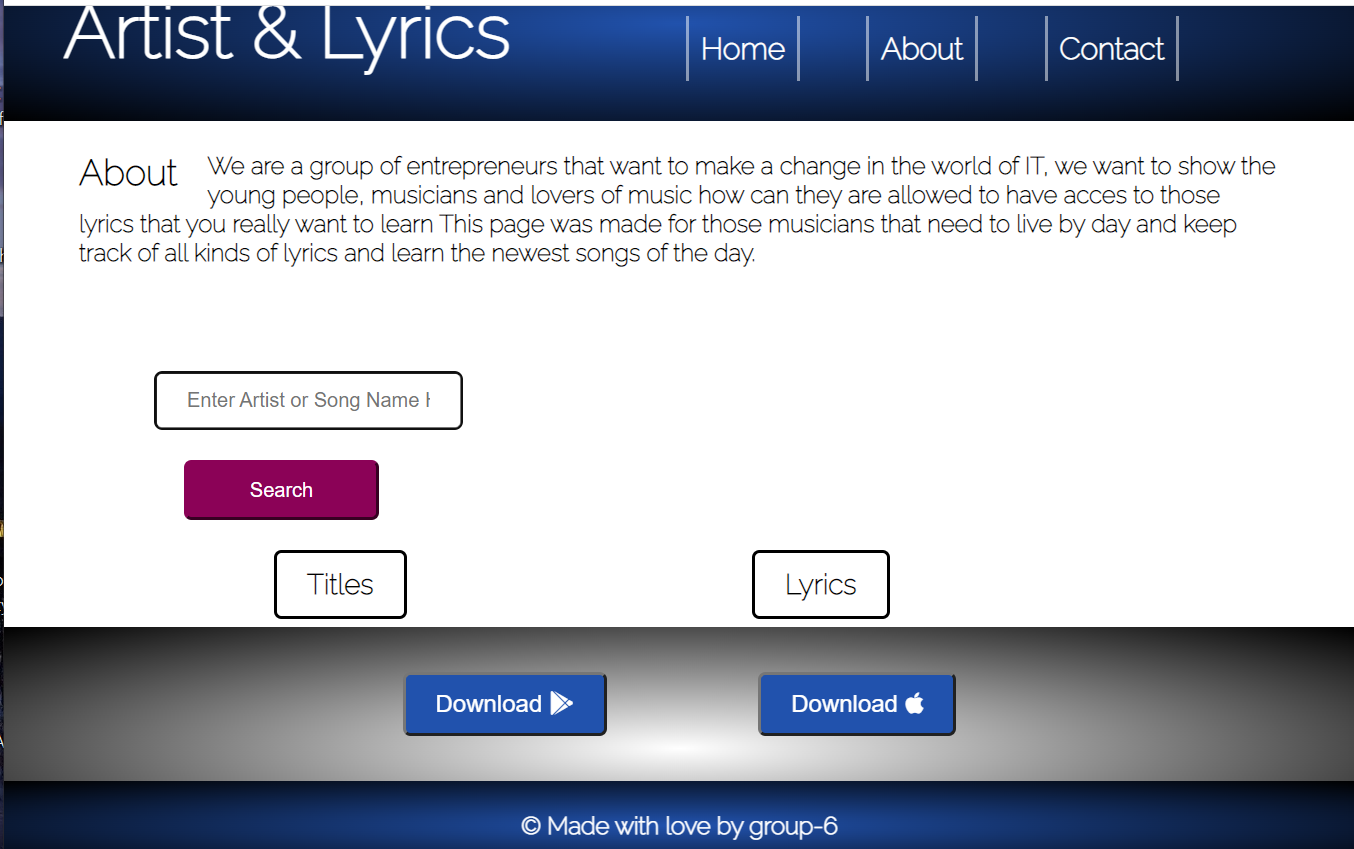 Artist & Lyrics
Home
About
Contact
About
We are a group of entrepreneurs that want to make a change in the world of IT, we want to show the
young people, musicians and lovers of music how can they are allowed to have acces to those
lyrics that you really want to learn This page was made for those musicians that need to live by day and keep
track of all kinds of lyrics and learn the newest songs of the day.
Enter Artist or Song Name
Search
Titles
Lyrics
Download
Download
© Made with love by group-6